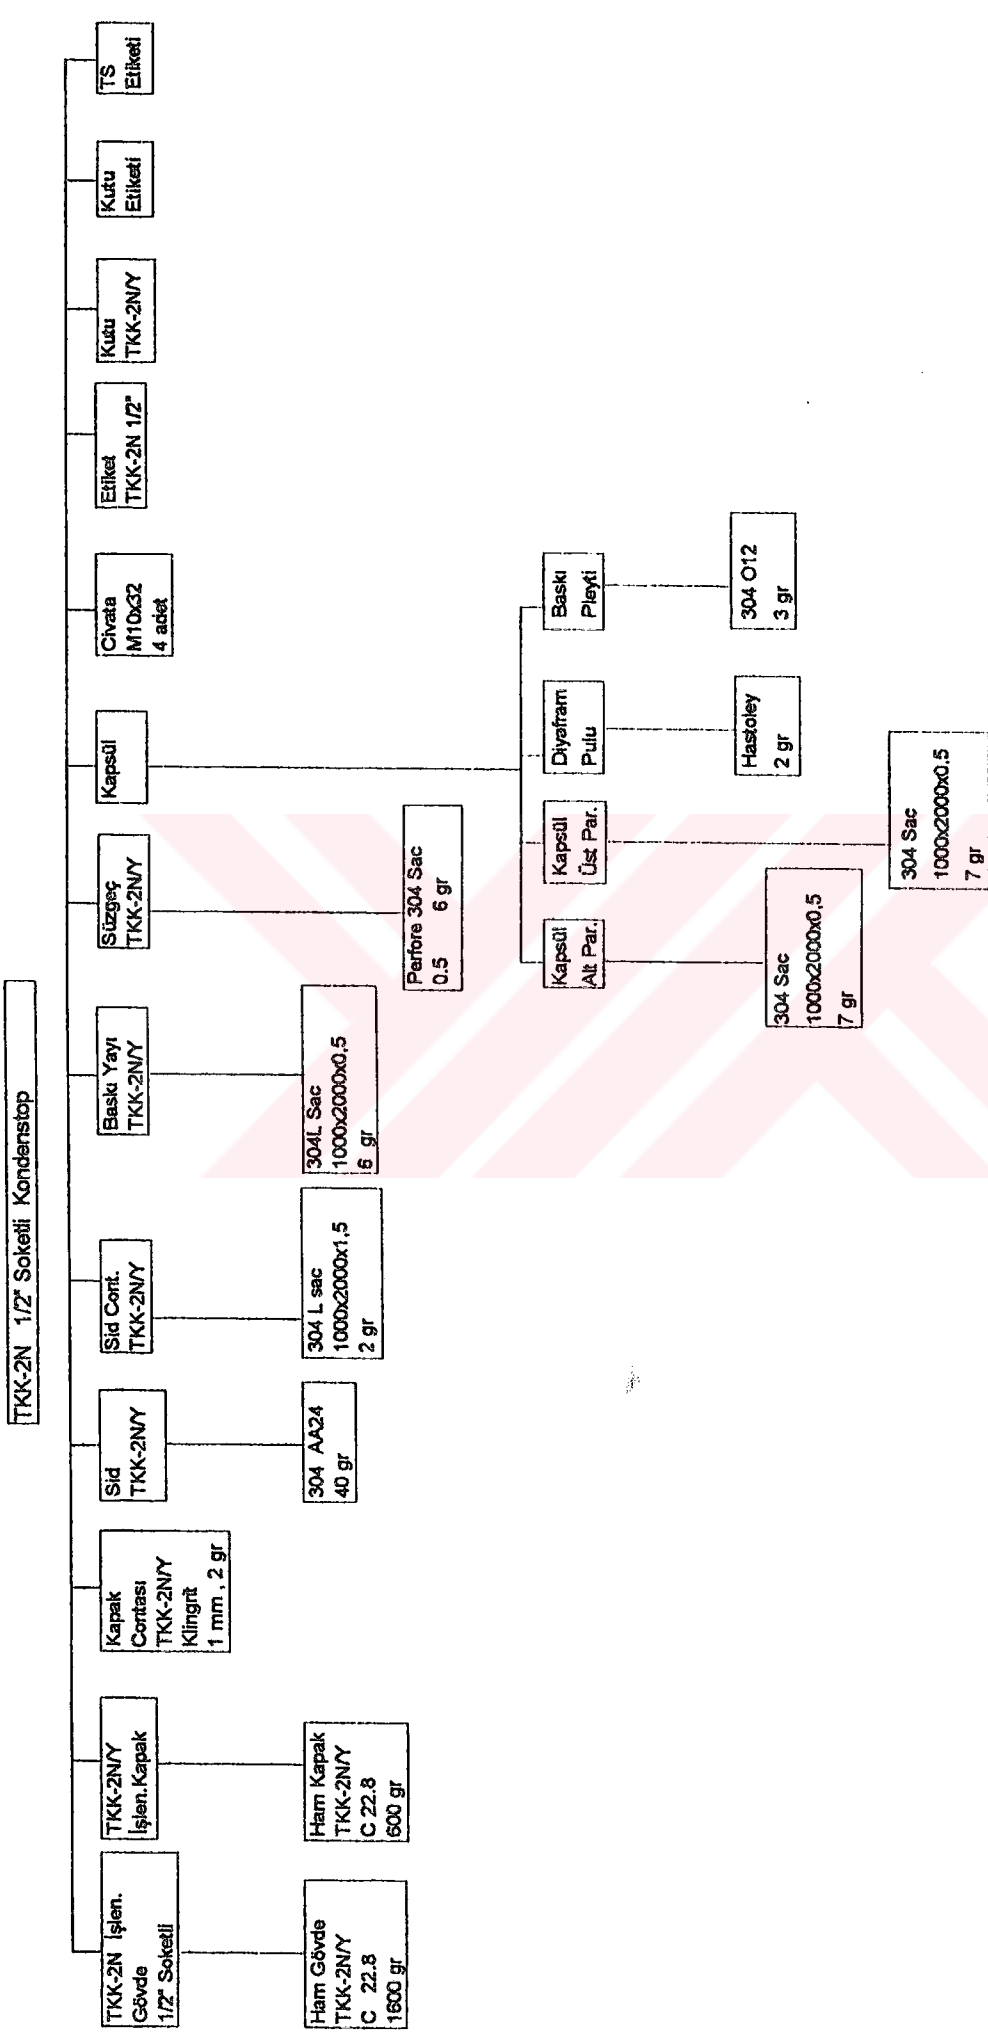 TKK-2N 1/2" Soketli Kondenstop
TKK-2N İşlen.
Gövde
1/2" Soketli
TKK-2N/Y
İşlen.Kapak
Kapak
Contası
TKK-2N/Y
Klingrit
1 mm , 2 gr
Sid
TKK-2N/Y
Sid Cont.
TKK-2N/Y
Baskı Yayı
TKK-2N/Y
Süzgeç
TKK-2N/Y
Kapsül
Civata
M10x32
4 adet
Etiket
TKK-2N 1/2"
Kutu
TKK-2N/Y
Kutu
Etiketi
TS
Etiketi
Ham Gövde
TKK-2N/Y
C 22.8
1600 gr
Ham Kapak
TKK-2N/Y
C 22.8
600 gr
304 AA24
40 gr
304 L sac
1000x2000x1,5
2 gr
304L Sac
1000x2000x0,5
6 gr
Perfore 304 Sac
0.5 6 gr
Kapsül
Alt Par.
Kapsül
Üst Par.
Diyafram
Pulu
Baskı
Pleyti
304 Sac
1000x2000x0,5
7 gr
304 Sac
1000x2000x0,5
7 gr
Hastoley
2 gr
304 O12
3 gr